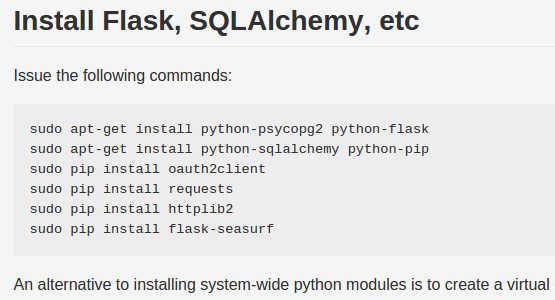 Install Flask, SQLAlchemy, etc
Issue the following commands:
sudo apt-get install python-psycopg2 python-flask
sudo apt-get install python-sqlalchemy python-pip
sudo pip install oauth2client
sudo pip install requests
sudo pip install httplib2
sudo pip install flask-seasurf
An alternative to installing system-wide python modules is to create a virtual